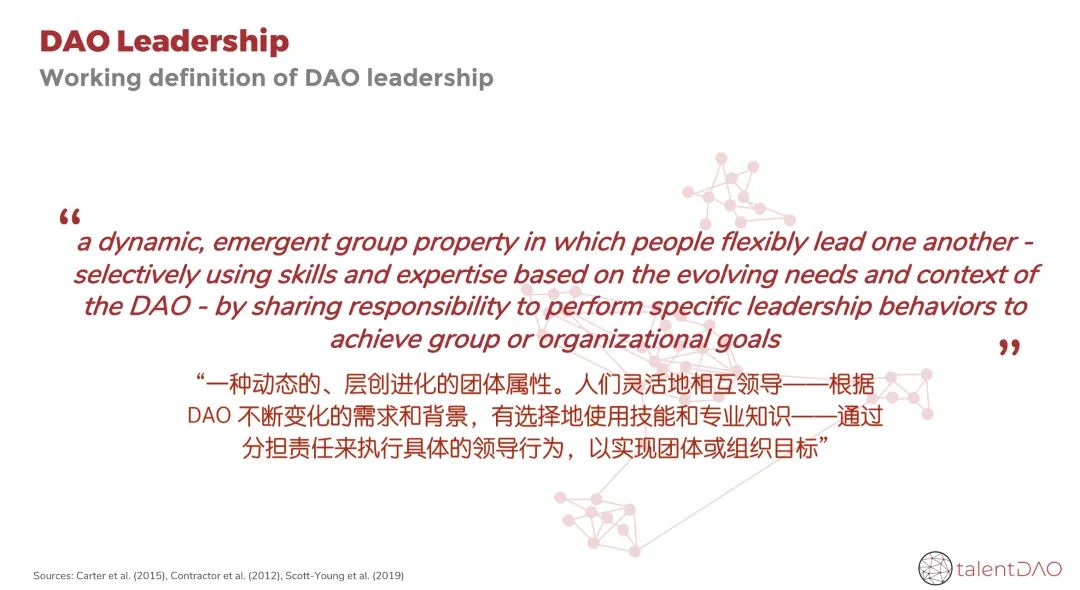 DAO Leadership
Working definition of DAO leadership
“
a dynamic, emergent group property in which people flexibly lead one another -
selectively using skills and expertise based on the evolving needs and context of
the DAO - by sharing responsibility to perform specific leadership behaviors to
achieve group or organizational goals
”
“一种动态的、层创进化的团体属性。人们灵活地相互领导——根据
DAO 不断变化的需求和背景，有选择地使用技能和专业知识——通过
分担责任来执行具体的领导行为，以实现团体或组织目标”
Sources: Carter et al. (2015), Contractor et al. (2012), Scott-Young et al. (2019)
talentDAO